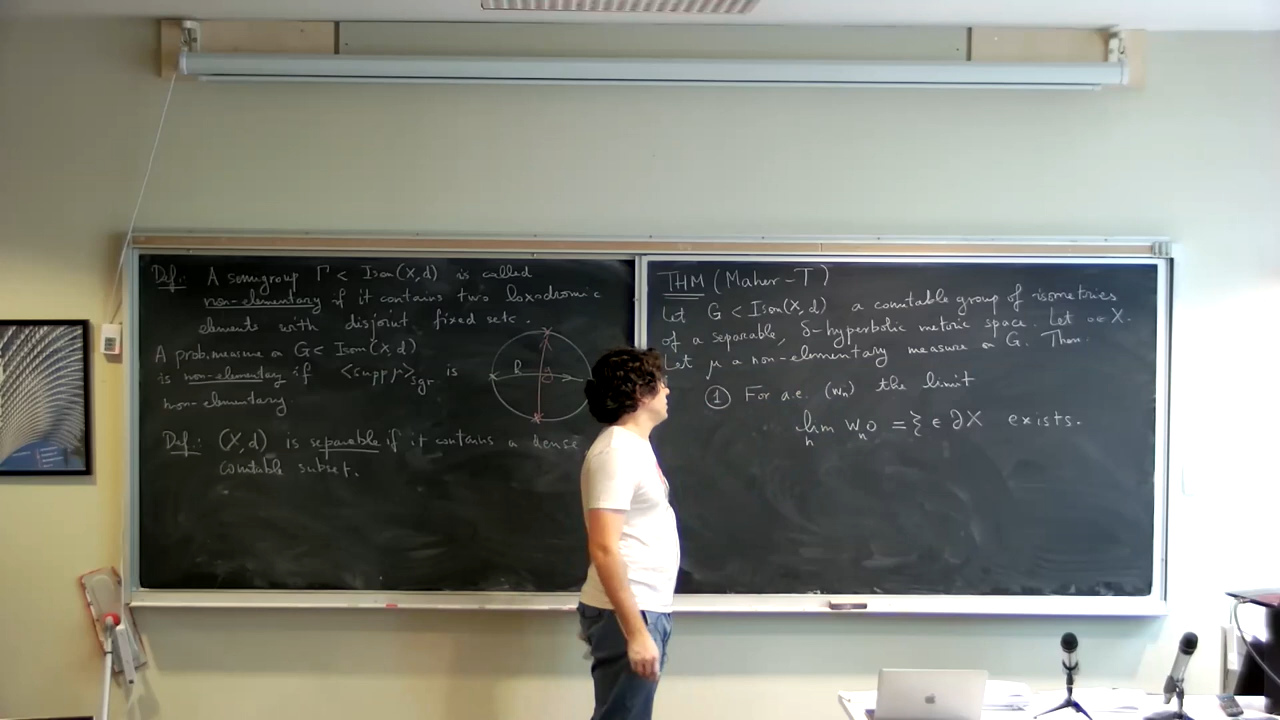 Def.: A semigroup Γ < Isom(X,d) is called
non-elementary if it contains two loxodromic
elements with disjoint fixed sets.
A prob. measure on G < Isom(X,d)
is non-elementary if <supp μ>sgr is
non-elementary.
Def.: (X,d) is separable if it contains a dense
countable subset.
THM (Maher-T)
Let G < Isom(X,d) a countable group of isometries
of a separable, δ-hyperbolic metric space. Let o∈X.
Let μ a non-elementary measure on G. Then
① For a.e. (wn) the limit
lim wn o = ξ ∈ ∂X exists.
n